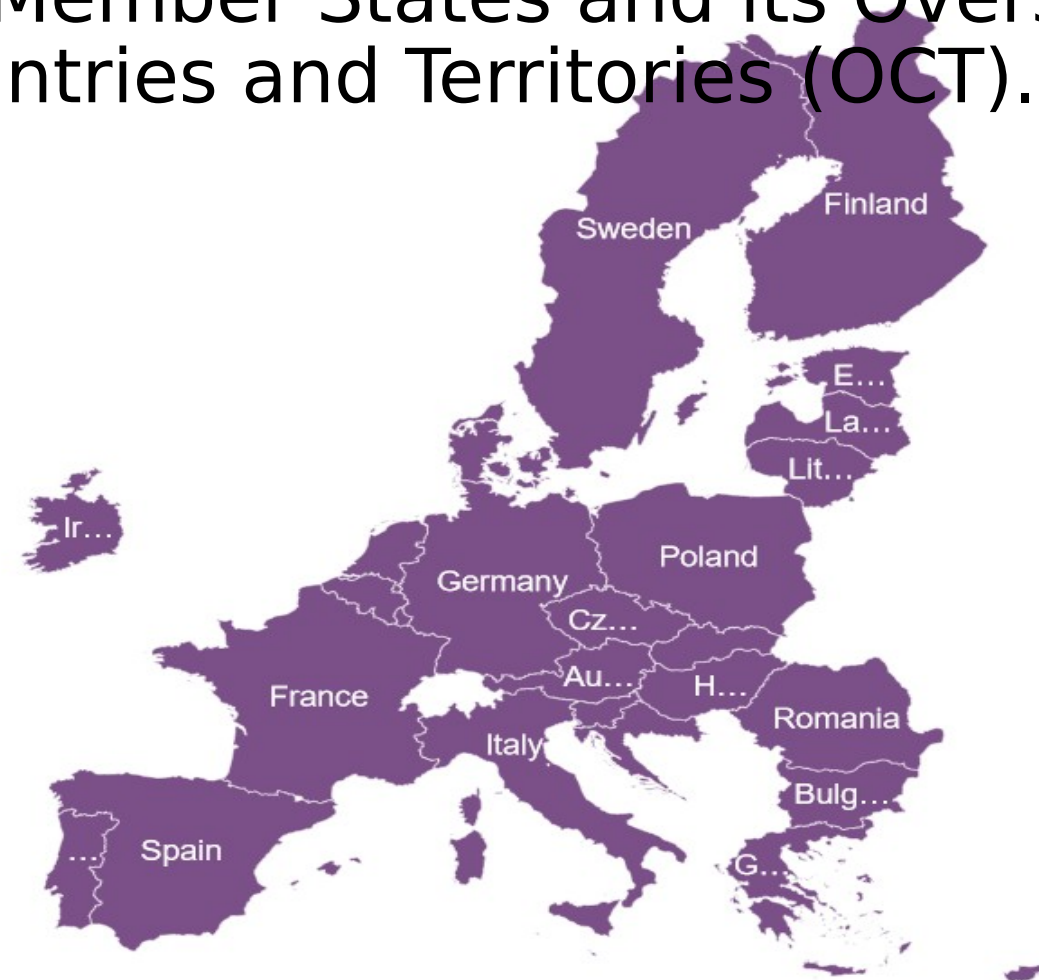 Member States and its Overs
ntries and Territories (OCT).
Finland
Sweden
E...
La...
Lit...
Ir...
Poland
Germany
Cz...
Au...
H...
France
Romania
Italy
Bulg...
Spain
...
G...